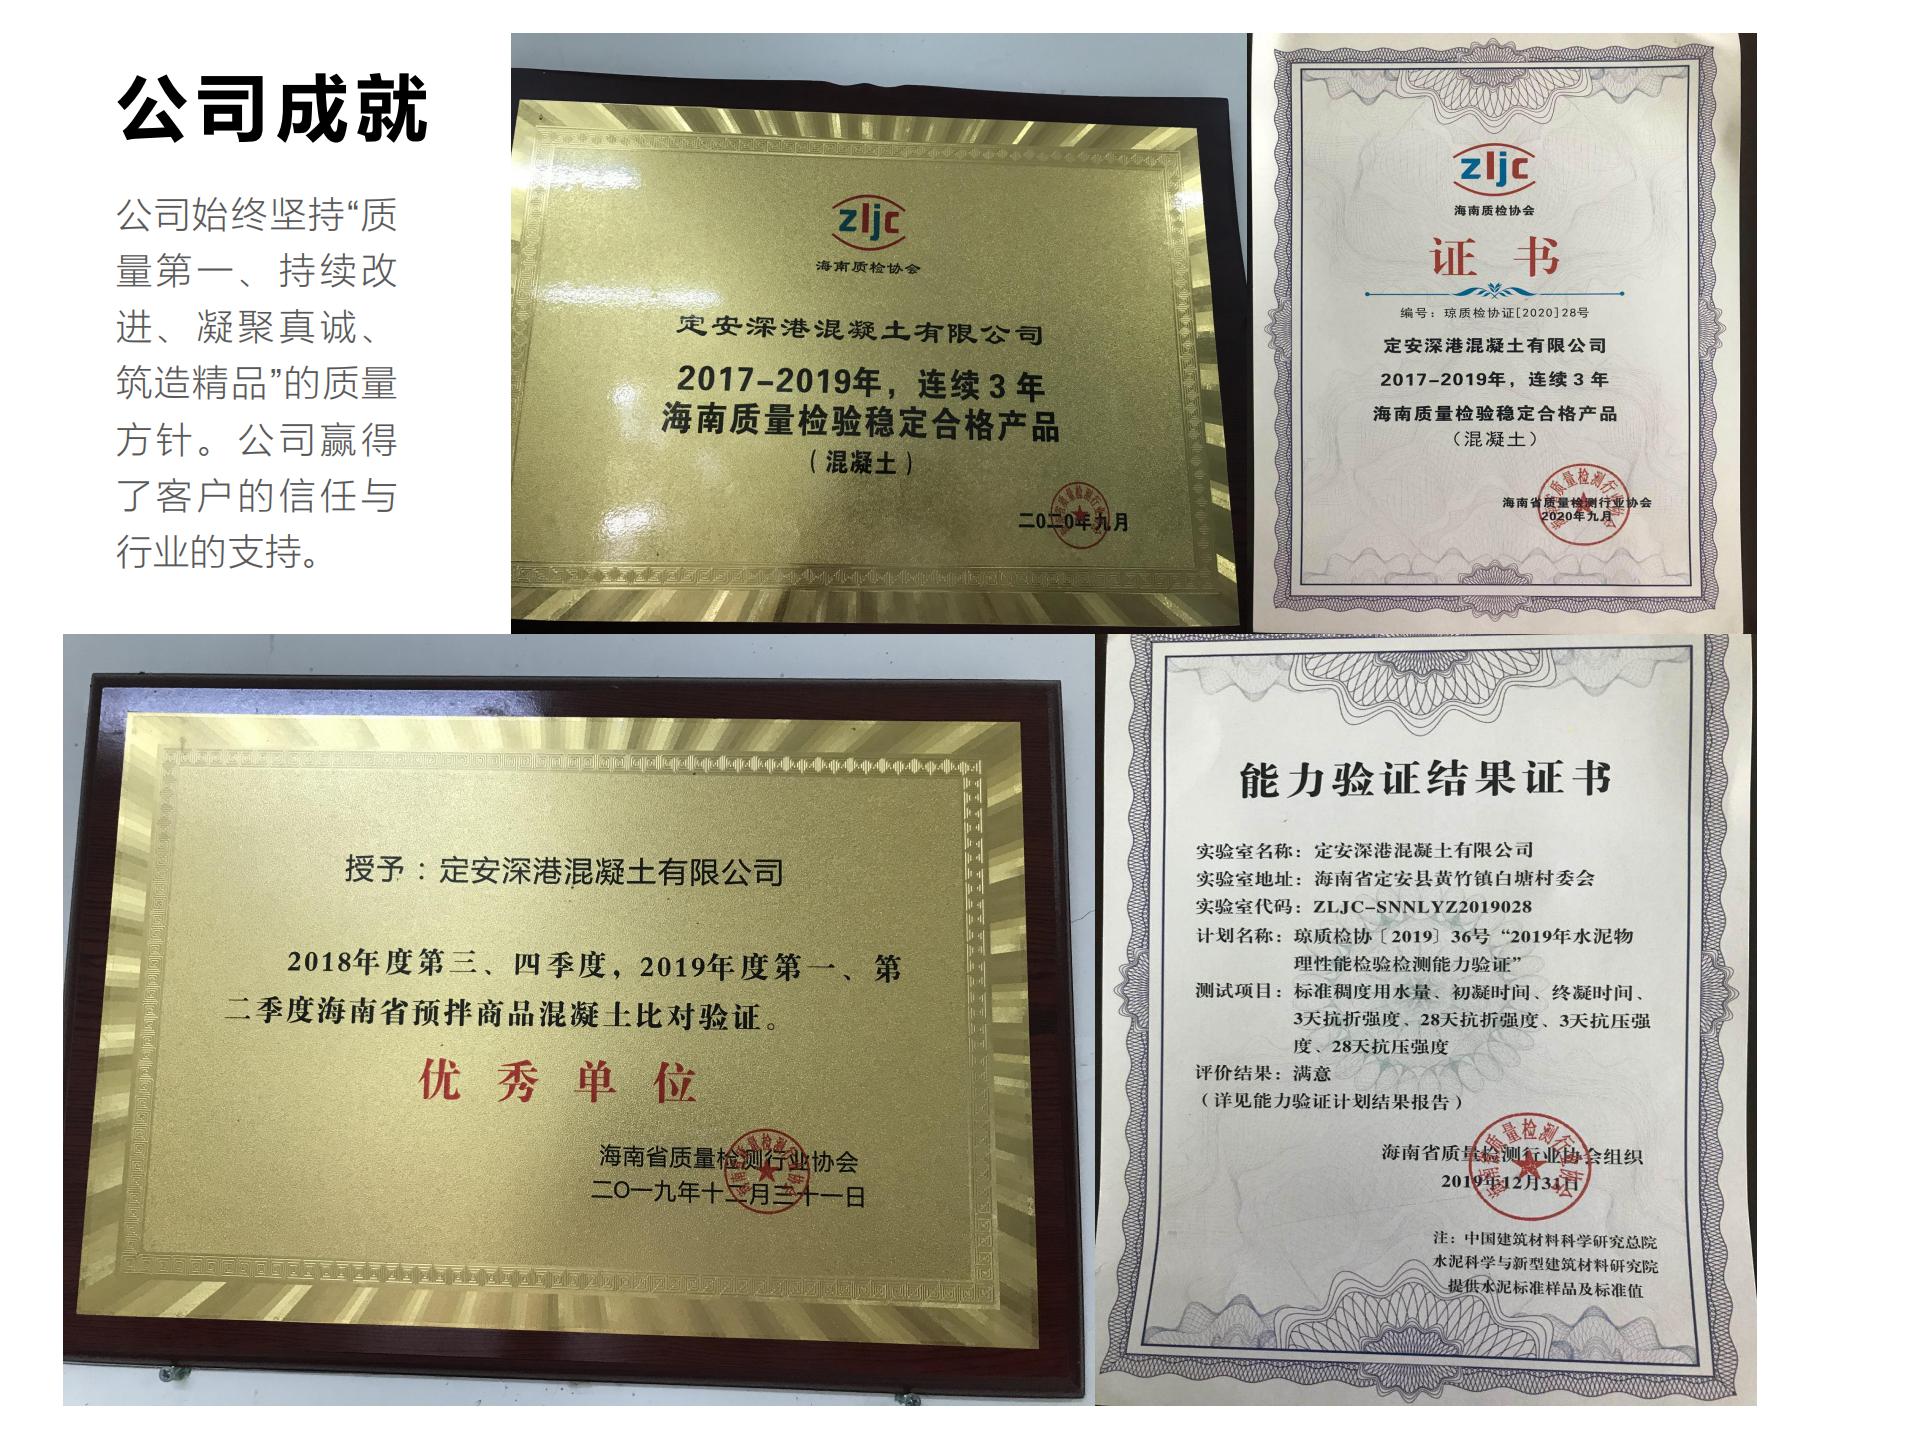 公司成就
公司始终坚持“质
量第一、持续改
进、凝聚真诚、
筑造精品”的质量
方针。公司赢得
了客户的信任与
行业的支持。
zljc
海南质检协会
定安深港混凝土有限公司
2017-2019年，连续3年
海南质量检验稳定合格产品
（混凝土）
二0二0年九月
zljc
海南质检协会
证 书
编号：琼质检协证[2020]28号
定安深港混凝土有限公司
2017-2019年，连续3年
海南质量检验稳定合格产品
（混凝土）
海南省质量检测行业协会
2020年九月
授予：定安深港混凝土有限公司
2018年度第三、四季度，2019年度第一、第
二季度海南省预拌商品混凝土比对验证。
优秀单位
海南省质量检测行业协会
二O一九年十二月三十一日
能力验证结果证书
实验室名称：定安深港混凝土有限公司
实验室地址：海南省定安县黄竹镇白塘村委会
实验室代码：ZLJC-SNNLYZ2019028
计划名称：琼质检协〔2019〕36号“2019年水泥物
理性能检验检测能力验证”
测试项目：标准稠度用水量、初凝时间、终凝时间、
3天抗折强度、28天抗折强度、3天抗压强
度、28天抗压强度
评价结果：满意
（详见能力验证计划结果报告）
海南省质量检测行业协会组织
2019年12月31日
注：中国建筑材料科学研究总院
水泥科学与新型建筑材料研究院
提供水泥标准样品及标准值